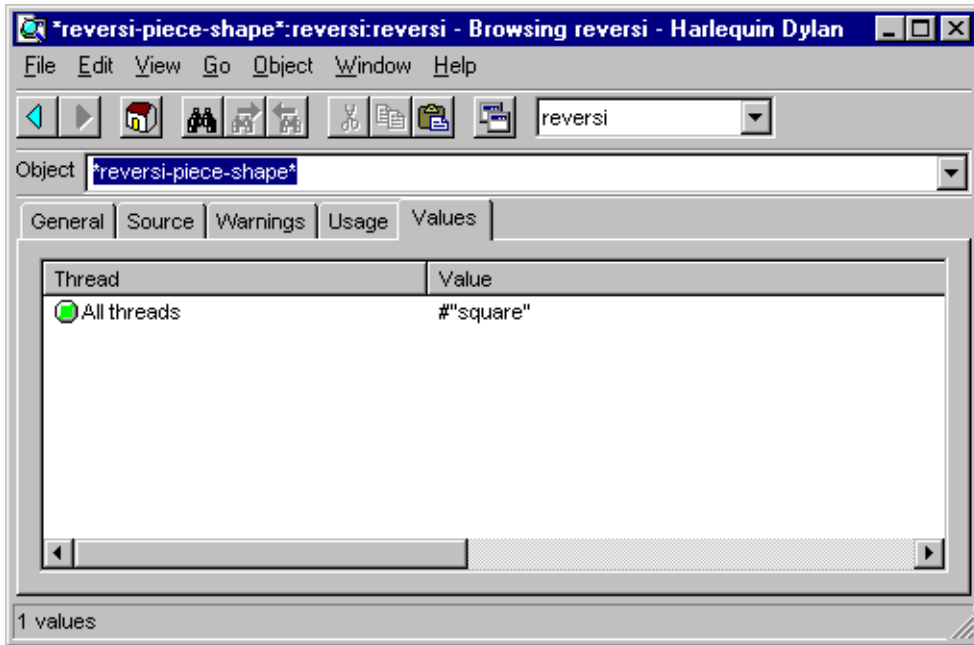 *reversi-piece-shape*:reversi:reversi - Browsing reversi - Harlequin Dylan
File Edit View Go Object Window Help
reversi
Object *reversi-piece-shape*
General Source Warnings Usage Values
Thread Value
All threads #"square"
1 values